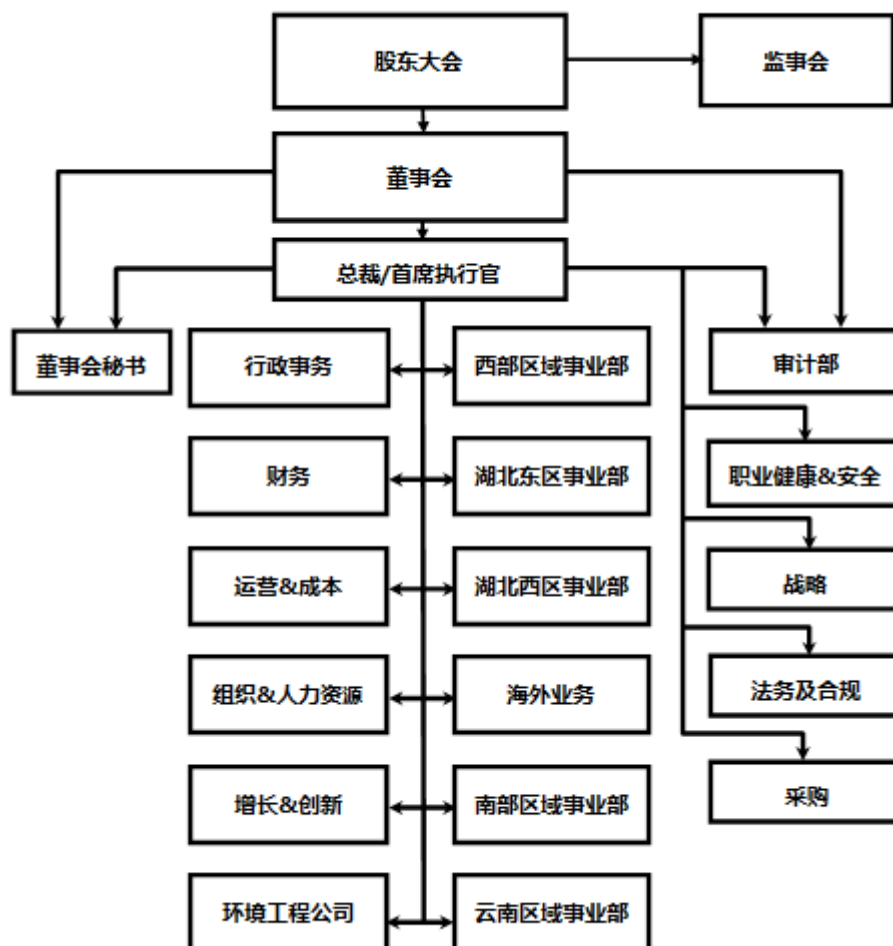 股东大会
监事会
董事会
总裁/首席执行官
董事会秘书
行政事务
西部区域事业部
审计部
财务
湖北东区事业部
职业健康&安全
运营&成本
湖北西区事业部
战略
组织&人力资源
海外业务
法务及合规
增长&创新
南部区域事业部
采购
环境工程公司
云南区域事业部